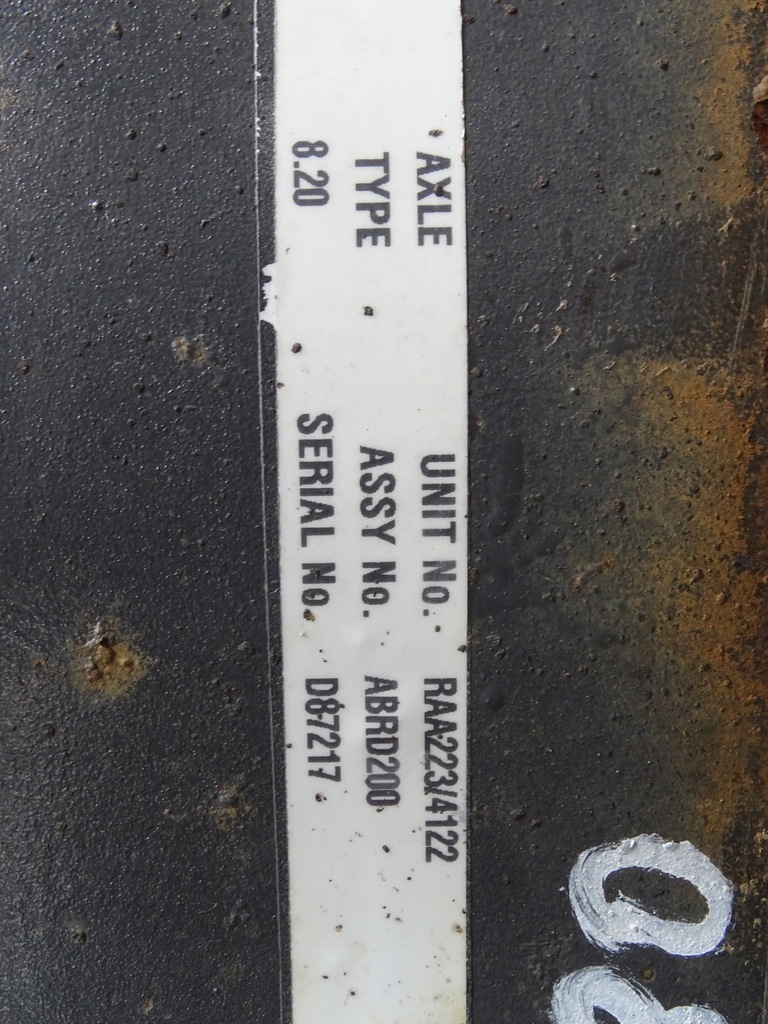 AXLE UNIT No. RAA223/4122
TYPE ASSY No. ABRD200
8.20 SERIAL No. D87217